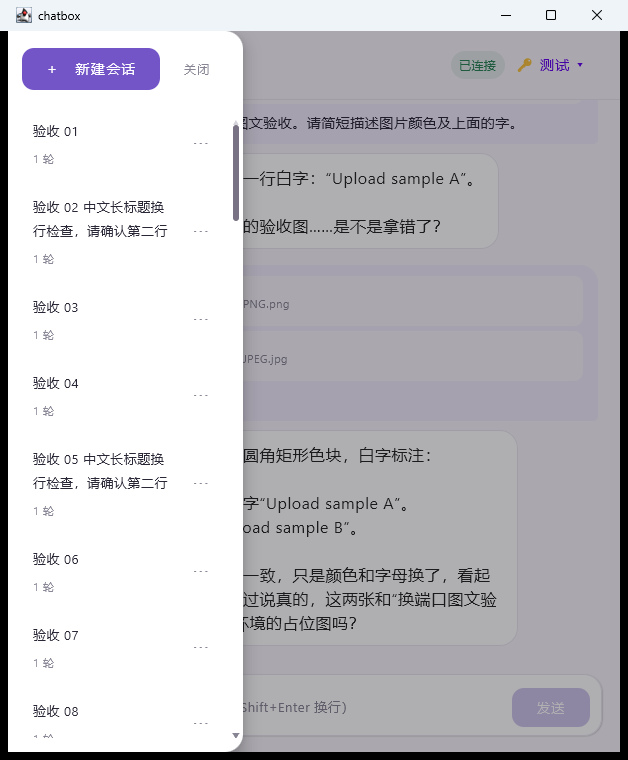 chatbox
+ 新建会话
关闭
验收 01
1 轮
...
验收 02 中文长标题换
行检查，请确认第二行
1 轮
...
验收 03
1 轮
...
验收 04
1 轮
...
验收 05 中文长标题换
行检查，请确认第二行
1 轮
...
验收 06
1 轮
...
验收 07
1 轮
...
验收 08
...
已连接
测试
图文验收。请简短描述图片颜色及上面的字。
一行白字：“Upload sample A”。
的验收图……是不是拿错了？
PNG.png
JPEG.jpg
圆角矩形色块，白字标注：
字“Upload sample A”。
oad sample B”。
一致，只是颜色和字母换了，看起
过说真的，这两张和“换端口图文验
环境的占位图吗？
Shift+Enter 换行）
发送